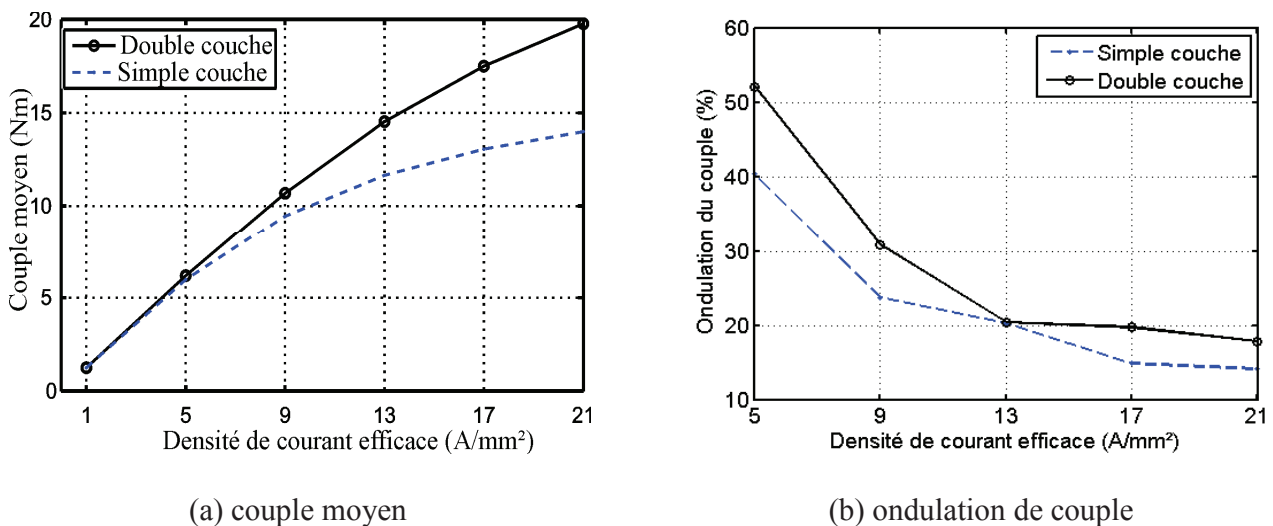 20
15
10
5
0
Couple moyen (Nm)
Double couche
Simple couche
1 5 9 13 17 21
Densité de courant efficace (A/mm²)
(a) couple moyen
60
50
40
30
20
10
Ondulation du couple (%)
Simple couche
Double couche
5 9 13 17 21
Densité de courant efficace (A/mm²)
(b) ondulation de couple